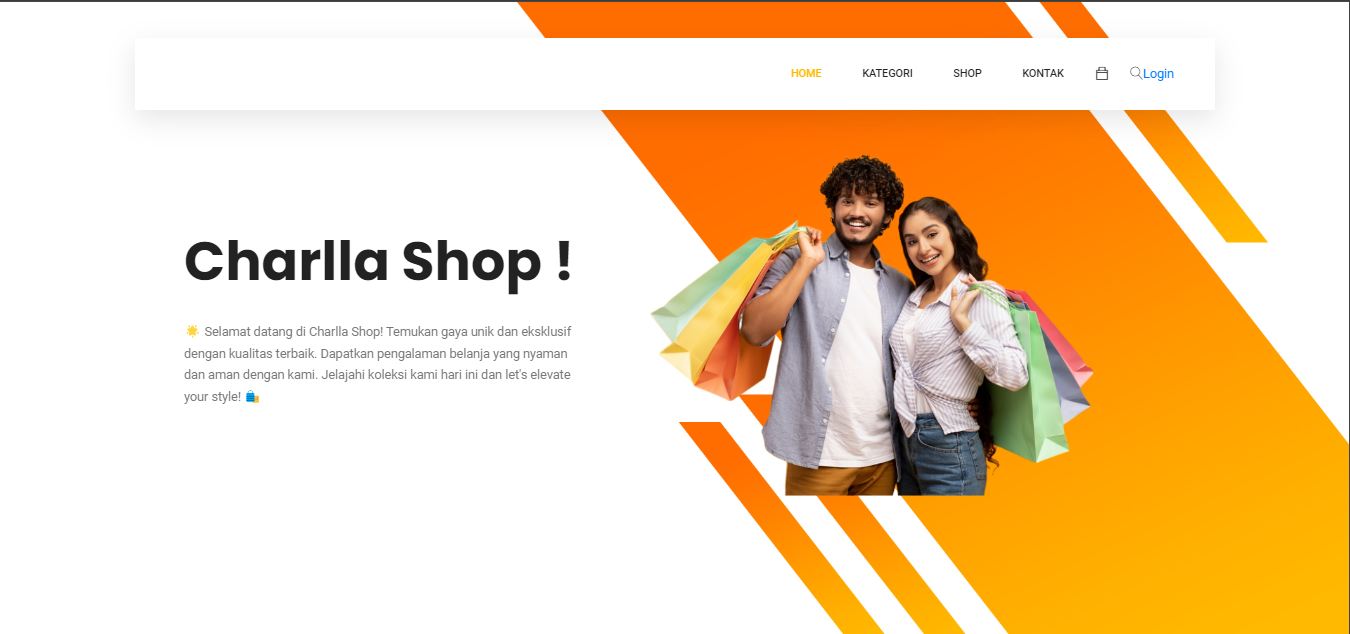 HOME KATEGORI SHOP KONTAK Login
Charlla Shop !
🌟 Selamat datang di Charlla Shop! Temukan gaya unik dan eksklusif
dengan kualitas terbaik. Dapatkan pengalaman belanja yang nyaman
dan aman dengan kami. Jelajahi koleksi kami hari ini dan let's elevate
your style! 🛍️